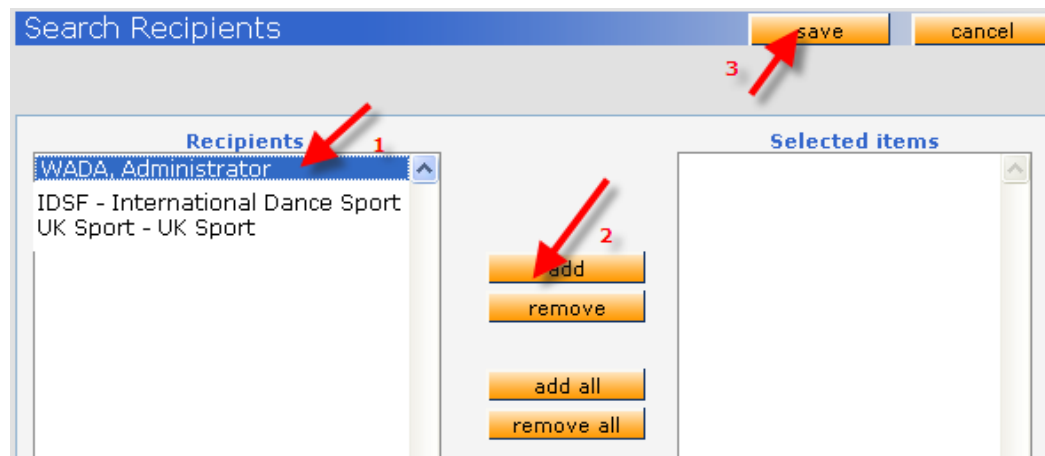 Search Recipients
save
cancel
3
Recipients
1
Selected items
WADA, Administrator
IDSF - International Dance Sport
UK Sport - UK Sport
2
add
remove
add all
remove all